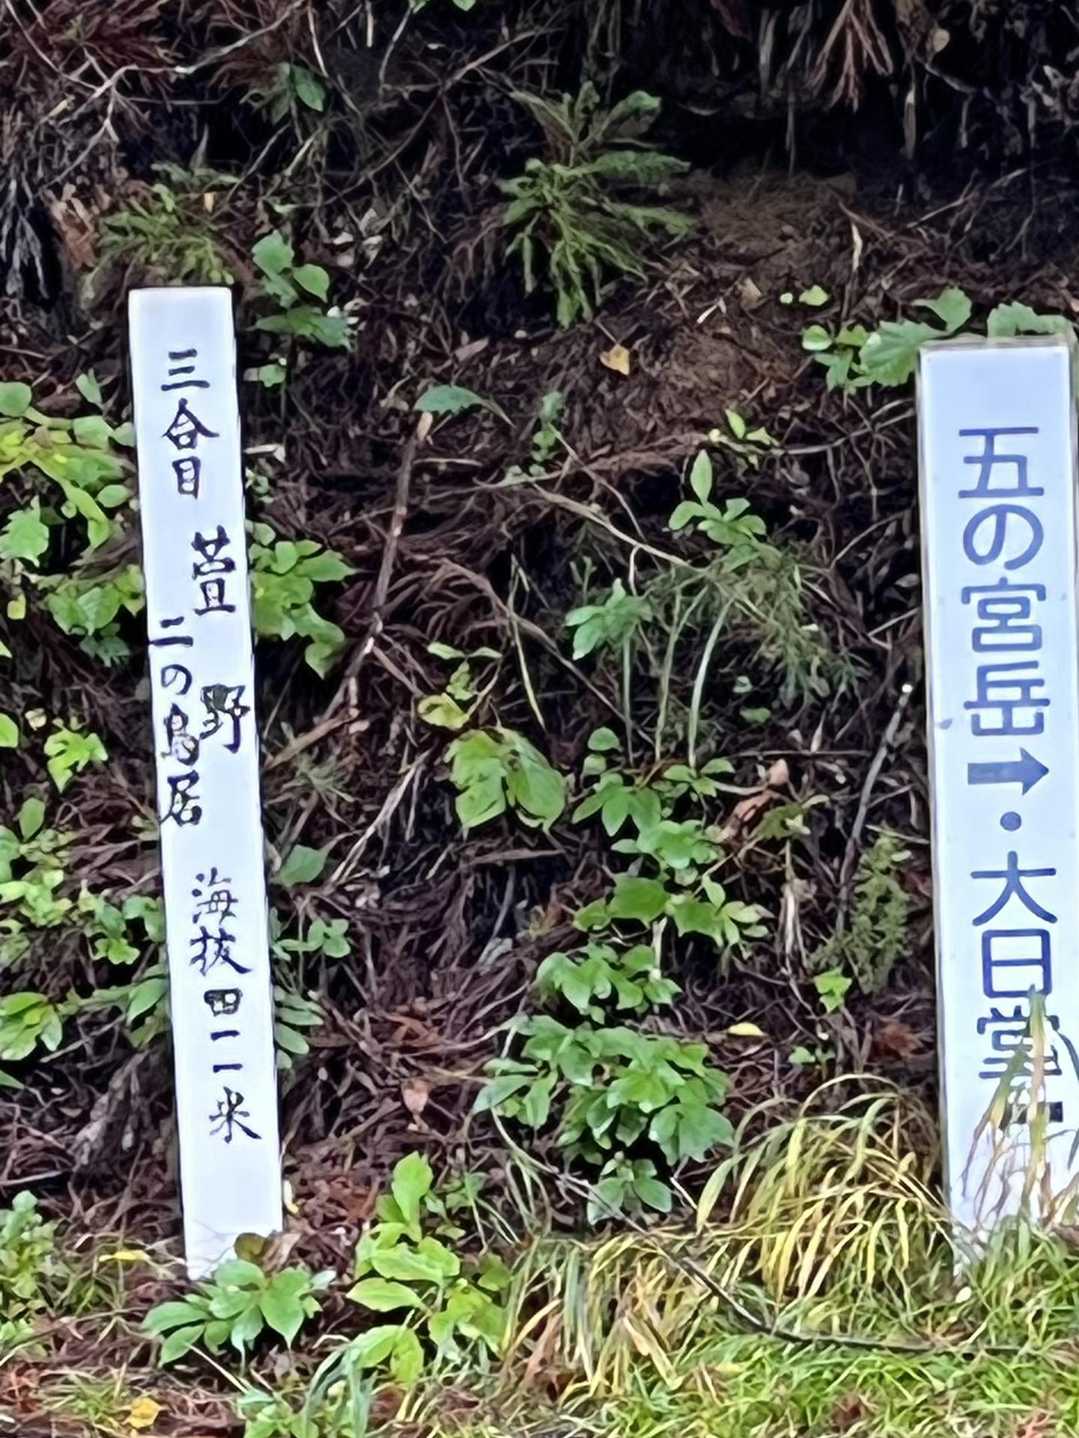 三合目 萱野
二の鳥居
海抜四二米
五の宮岳→・大日堂